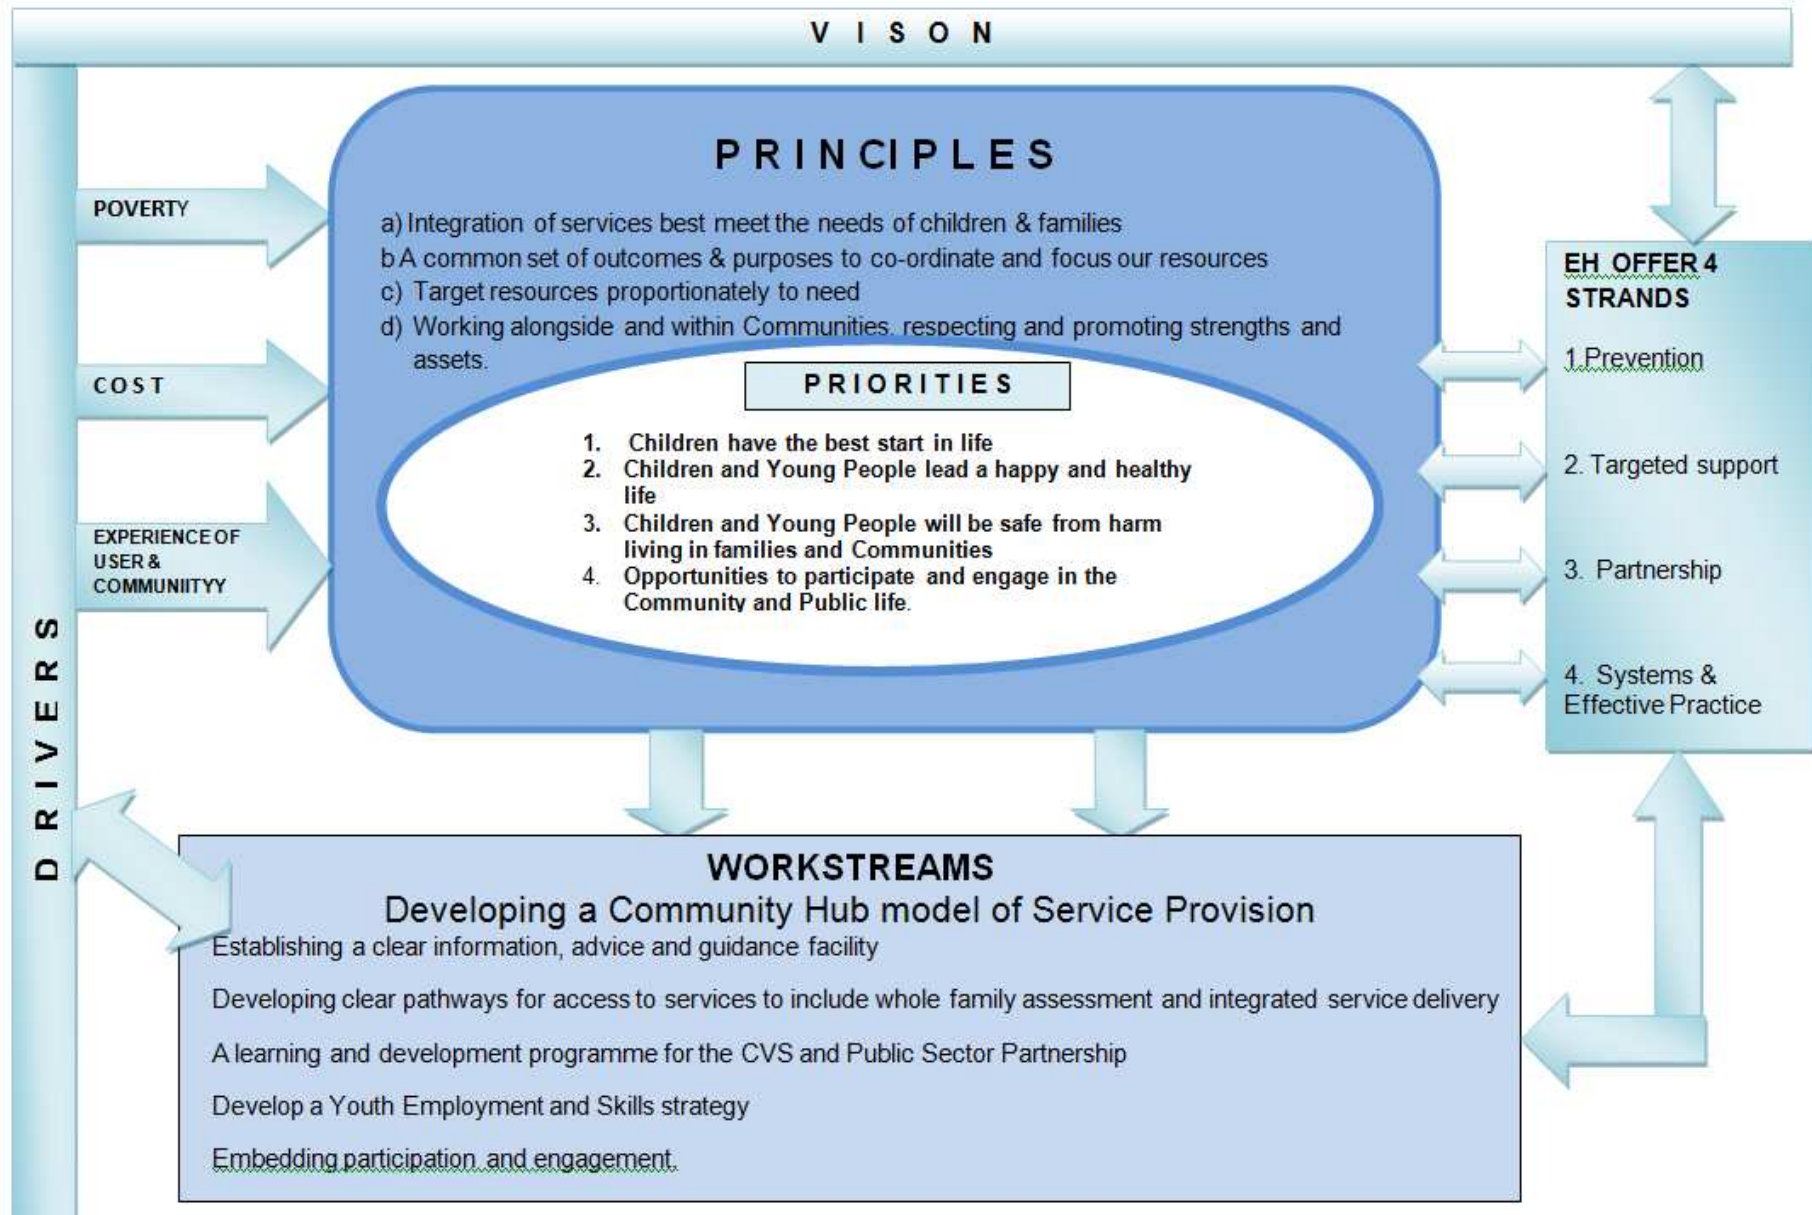 V I S O N
P R I N CI P L E S
a) Integration of services best meet the needs of children & families
b A common set of outcomes & purposes to co-ordinate and focus our resources
c) Target resources proportionately to need
d) Working alongside and within Communities. respecting and promoting strengths and
assets.
P R I O R I T I E S
1. Children have the best start in life
2. Children and Young People lead a happy and healthy
life
3. Children and Young People will be safe from harm
living in families and Communities
4. Opportunities to participate and engage in the
Community and Public life.
POVERTY
C O S T
EXPERIENCE OF
USER &
COMMUNIITYY
D R I V E R S
EH OFFER 4
STRANDS
1.Prevention
2. Targeted support
3. Partnership
4. Systems &
Effective Practice
WORKSTREAMS
Developing a Community Hub model of Service Provision
Establishing a clear information, advice and guidance facility
Developing clear pathways for access to services to include whole family assessment and integrated service delivery
A learning and development programme for the CVS and Public Sector Partnership
Develop a Youth Employment and Skills strategy
Embedding participation and engagement.